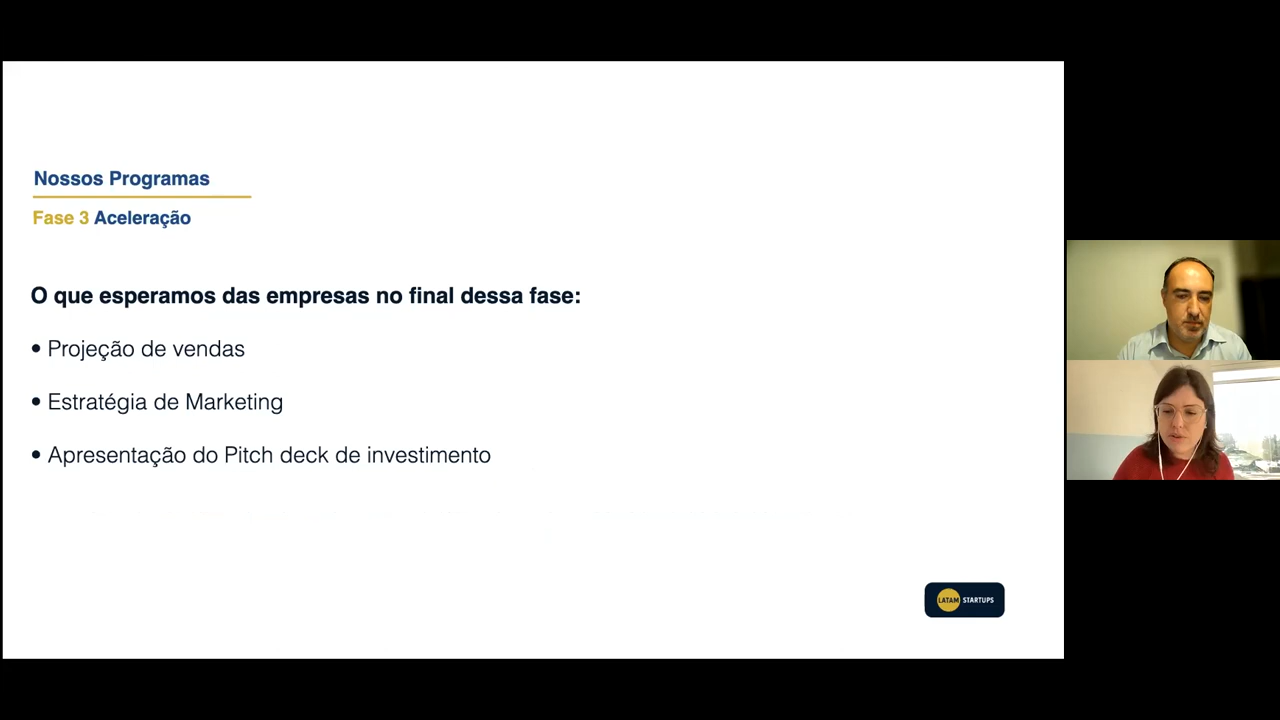 Nossos Programas
Fase 3 Aceleração
O que esperamos das empresas no final dessa fase:
• Projeção de vendas
• Estratégia de Marketing
• Apresentação do Pitch deck de investimento
LATAM STARTUPS